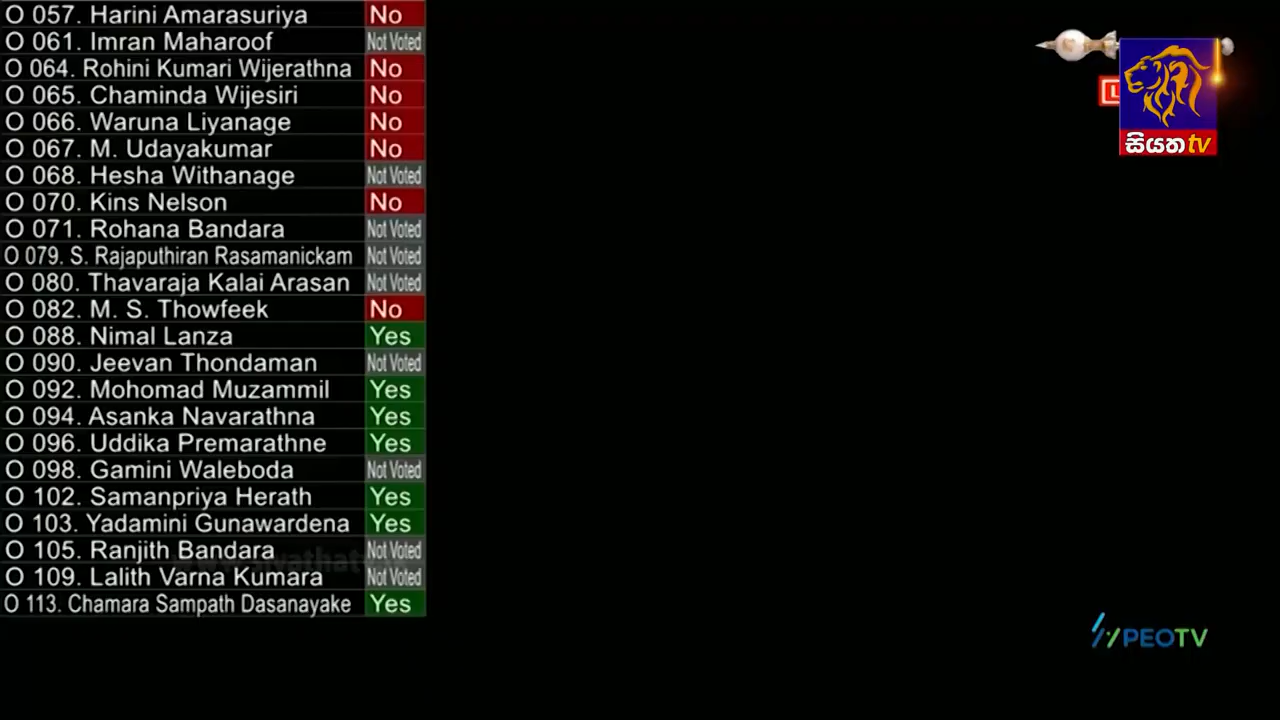 O 057. Harini Amarasuriya No
O 061. Imran Maharoof Not Voted
O 064. Rohini Kumari Wijerathna No
O 065. Chaminda Wijesiri No
O 066. Waruna Liyanage No
O 067. M. Udayakumar No
O 068. Hesha Withanage Not Voted
O 070. Kins Nelson No
O 071. Rohana Bandara Not Voted
O 079. S. Rajaputhiran Rasamanickam Not Voted
O 080. Thavaraja Kalai Arasan Not Voted
O 082. M. S. Thowfeek No
O 088. Nimal Lanza Yes
O 090. Jeevan Thondaman Not Voted
O 092. Mohomad Muzammil Yes
O 094. Asanka Navarathna Yes
O 096. Uddika Premarathne Yes
O 098. Gamini Waleboda Not Voted
O 102. Samanpriya Herath Yes
O 103. Yadamini Gunawardena Yes
O 105. Ranjith Bandara Not Voted
O 109. Lalith Varna Kumara Not Voted
O 113. Chamara Sampath Dasanayake Yes
සියත tv
PEOTV